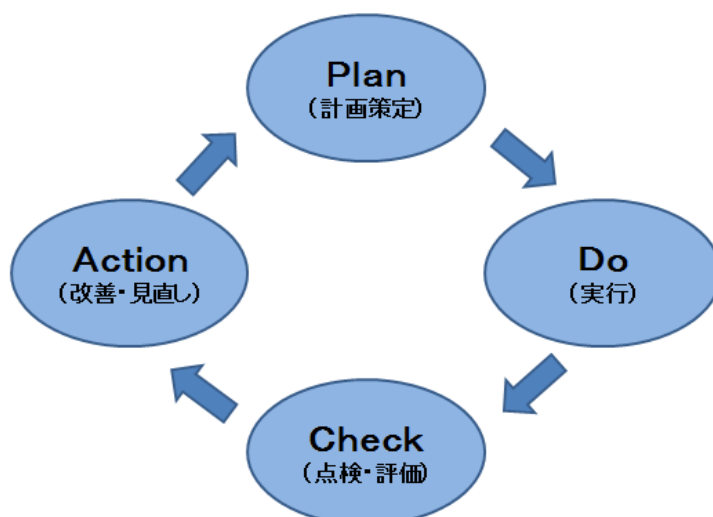 Plan
(計画策定)
Do
(実行)
Check
(点検・評価)
Action
(改善・見直し)